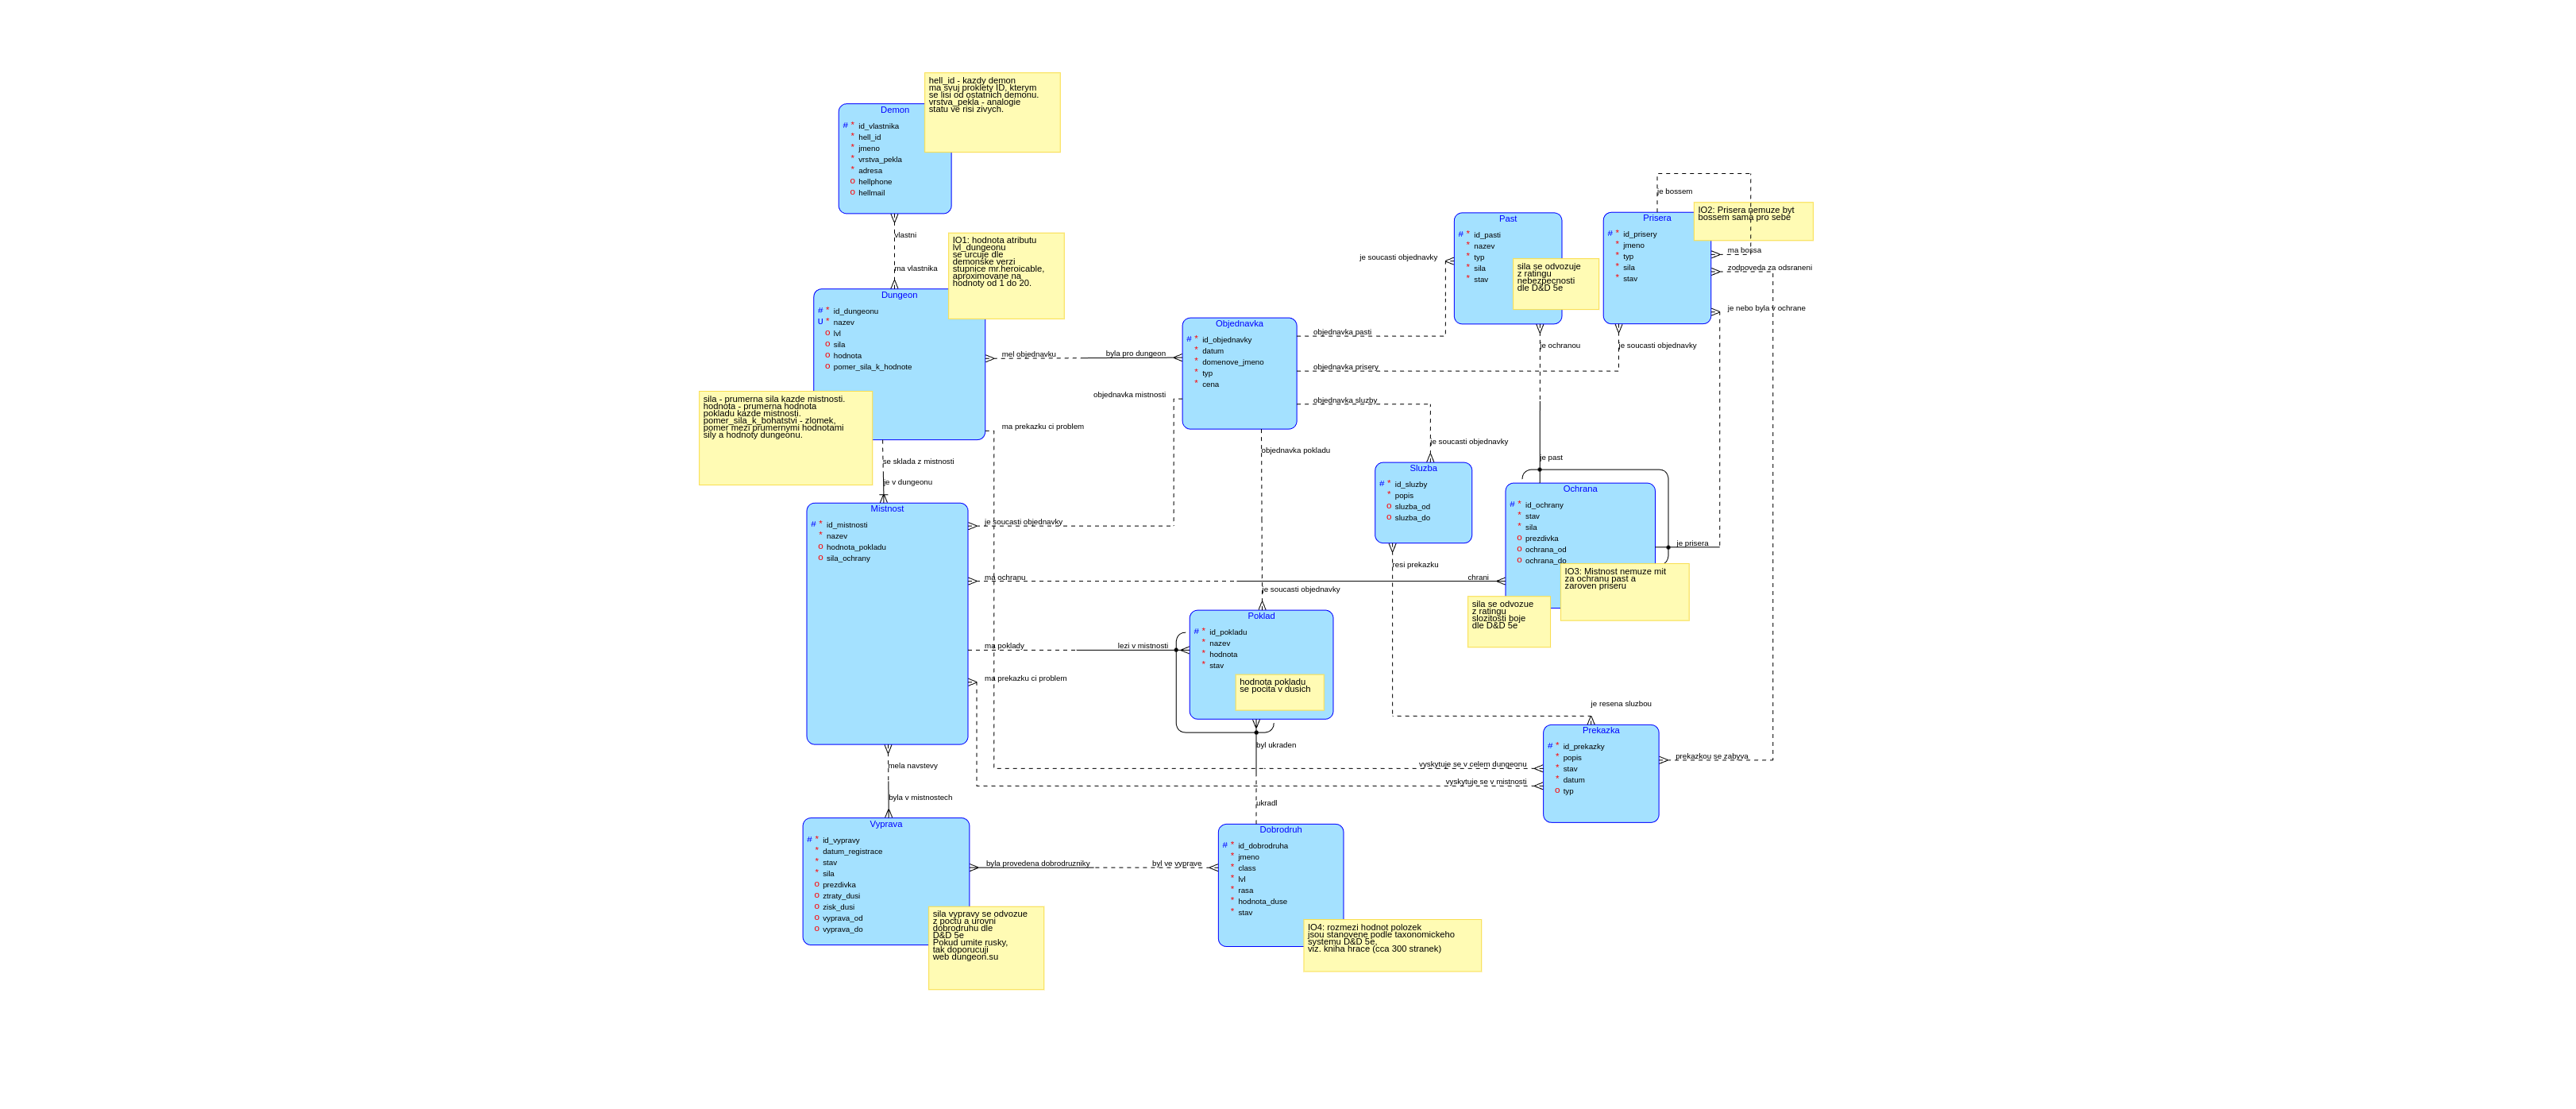 hell_id - kazdy demon
ma svujproklety ID, kterym
se lisi od ostatnich demonu.
vrstva_pekla - analogie
statu ve risi zivych.
Demon
# * id_vlastnika
* hell_id
* jmeno
* vrstva_pekla
* adresa
o hellphone
o hellmail
vlastni
ma vlastnika
IO1: hodnota atributu
lvl_dungeonu
se urcuje dle
demonske verzi
stupnice mr.heroicable,
aproximovane na
hodnoty od 1 do 20.
Dungeon
# * id_dungeonu
U * nazev
o lvl
o sila
o hodnota
o pomer_sila_k_hodnote
sila - prumerna sila kazde mistnosti.
hodnota - prumerna hodnota
pokladu kazde mistnosti.
pomer_sila_k_bohatstvi - zlomek,
pomer mezi prumernymi hodnotami
sily a hodnoty dungeonu.
mel objednavku
byla pro dungeon
objednavka mistnosti
ma prekazku ci problem
se sklada z mistnosti
je v dungeonu
Objednavka
# * id_objednavky
* datum
* domenove_jmeno
* typ
* cena
objednavka pasti
objednavka prisery
objednavka sluzby
objednavka pokladu
je soucasti objednavky
Past
# * id_pasti
* nazev
* typ
* sila
* stav
sila se odvozuje
z ratingu
nebezpecnosti
dle D&D 5e
je bossem
Prisera
# * id_prisery
* jmeno
* typ
* sila
* stav
IO2: Prisera nemuze byt
bossem sama pro sebe
ma bossa
zodpoveda za odsraneni
je nebo byla v ochrane
je ochranou
je soucasti objednavky
je soucasti objednavky
je past
Sluzba
# * id_sluzby
* popis
o sluzba_od
o sluzba_do
resi prekazku
Ochrana
# * id_ochrany
* stav
* sila
o prezdivka
o ochrana_od
o ochrana_do
je prisera
IO3: Mistnost nemuze mit
za ochranu past a
zaroven priseru
sila se odvozue
z ratingu
slozitosti boje
dle D&D 5e
Mistnost
# * id_mistnosti
* nazev
o hodnota_pokladu
o sila_ochrany
je soucasti objednavky
ma ochranu
chrani
je soucasti objednavky
ma poklady
lezi v mistnosti
ma prekazku ci problem
Poklad
# * id_pokladu
* nazev
* hodnota
* stav
hodnota pokladu
se pocita v dusich
byl ukraden
ukradl
je resena sluzbou
Prekazka
# * id_prekazky
* popis
* stav
* datum
o typ
prekazkou se zabyva
vyskytuje se v celem dungeonu
vyskytuje se v mistnosti
mela navstevy
byla v mistnostech
Vyprava
# * id_vypravy
* datum_registrace
* stav
* sila
o prezdivka
o ztraty_dusi
o zisk_dusi
o vyprava_od
o vyprava_do
sila vypravy se odvozue
z poctu a urovni
dobrodruhu dle
D&D 5e
Pokud umite rusky,
tak doporucuji
web dungeon.su
byla provedena dobrodruzniky
byl ve vyprave
Dobrodruh
# * id_dobrodruha
* jmeno
* class
* lvl
* rasa
* hodnota_duse
* stav
IO4: rozmezi hodnot polozek
jsou stanovene podle taxonomickeho
systemu D&D 5e,
viz. kniha hrace (cca 300 stranek)